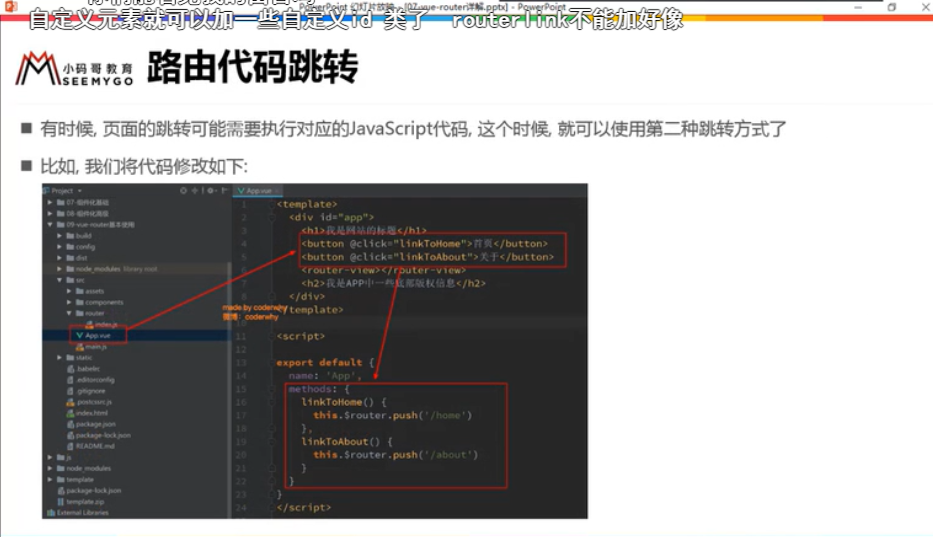 PowerPoint 幻灯片放映 - [07-vue-router详解.pptx] - PowerPoint
自定义元素就可以加一些自定义id 类了 routerlink不能加好像
小码哥教育
SEEMYGO
路由代码跳转
有时候, 页面的跳转可能需要执行对应的JavaScript代码, 这个时候, 就可以使用第二种跳转方式了
比如, 我们将代码修改如下:
Project
07-组件化基础
08-组件化高级
09-vue-router基本使用
build
config
dist
node_modules library root
src
assets
components
router
index.js
App.vue
main.js
static
.babelrc
.editorconfig
.gitignore
.postcssrc.js
index.html
package.json
package-lock.json
README.md
js
node_modules
template
package-lock.json
template.zip
External Libraries
made by coderwhy
微博: coderwhy
App.vue
1 <template>
2 <div id="app">
3 <h1>我是网站的标题</h1>
4 <button @click="linkToHome">首页</button>
5 <button @click="linkToAbout">关于</button>
6 <router-view></router-view>
7 <h2>我是APP中一些底部版权信息</h2>
8 </div>
9 </template>
10
11 <script>
12
13 export default {
14 name: 'App',
15 methods: {
16 linkToHome() {
17 this.$router.push('/home')
18 },
19 linkToAbout() {
20 this.$router.push('/about')
21 }
22 }
23 }
24 </script>